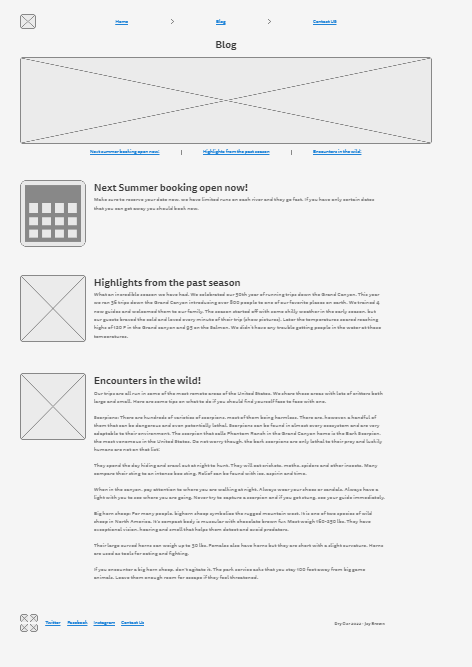 Home > Blog > Contact US
Blog
Next summer booking open now. | Highlights from the past season | Encounters in the wild.
Next Summer booking open now!
Make sure to reserve your date now. we have limited runs on each river and they go fast. If you have only certain dates
that you can get away you should book now.
Highlights from the past season
What an incredible season we have had. We celebrated our 50th year of running trips down the Grand Canyon. This year
we ran 56 trips down the Grand Canyon introducing over 800 people to one of our favorite places on earth. We trained 4
new guides and welcomed them to our family. The season started off with some chilly weather in the early season, but
our guests braved the cold and loved every minute of their trip (show pictures). Later the temperatures soared reaching
highs of 120 F in the Grand canyon and 95 on the Salmon. We didn't have any trouble getting people in the water at those
temperatures.
Encounters in the wild!
Our trips are all run in some of the most remote areas of the United States. We share those areas with lots of critters both
large and small. Here are some tips on what to do if you should find yourself face to face with one.
Scorpions: There are hundreds of varieties of scorpions. most of them being harmless. There are. however. a handful of
them that can be dangerous and even potentially lethal. Scorpions can be found in almost every ecosystem and are very
adaptable to their environment. The scorpion that safe Phantom Ranch in the Brand Canyon home is the Bark Scorpion.
the most venomous in the United States. Do not worry though. the bark scorpions are only lethal to their prey and luckily
humans are not on that list!
They spend the day hiding and crawl out at night to hunt. They will eat crickets. moths. spiders and other insects. Many
compare their sting to an intense bee sting. Relief can be found with ice. aspirin and time.
When in the canyon. pay attention to where you are walking at night. Always wear your shoes or sandals. Always have a
light with you to see where you are going. Never try to capture a scorpion and if you get stung. use your guide immediately.
Bighorn sheep: For many people. bighorn sheep symbolize the rugged mountain west. It is one of two species of wild
sheep in North America. It's compact body is muscular with chocolate brown fur. Most weigh 160-250 lbs. They have
exceptional vision. hearing and smell that helps them detect and avoid predators.
Their large curved horns can weigh up to 30 lbs. Females also have horns but they are short with a slight curvature. Horns
are used as tools for eating and fighting.
If you encounter a big horn sheep. don't agitate it. The park service asks that you stay 100 feet away from big game
animals. Leave them enough room for escape if they feel threatened.
Twitter Facebook Instagram Contact Us
Dry Oar 2022 - Jay Brown